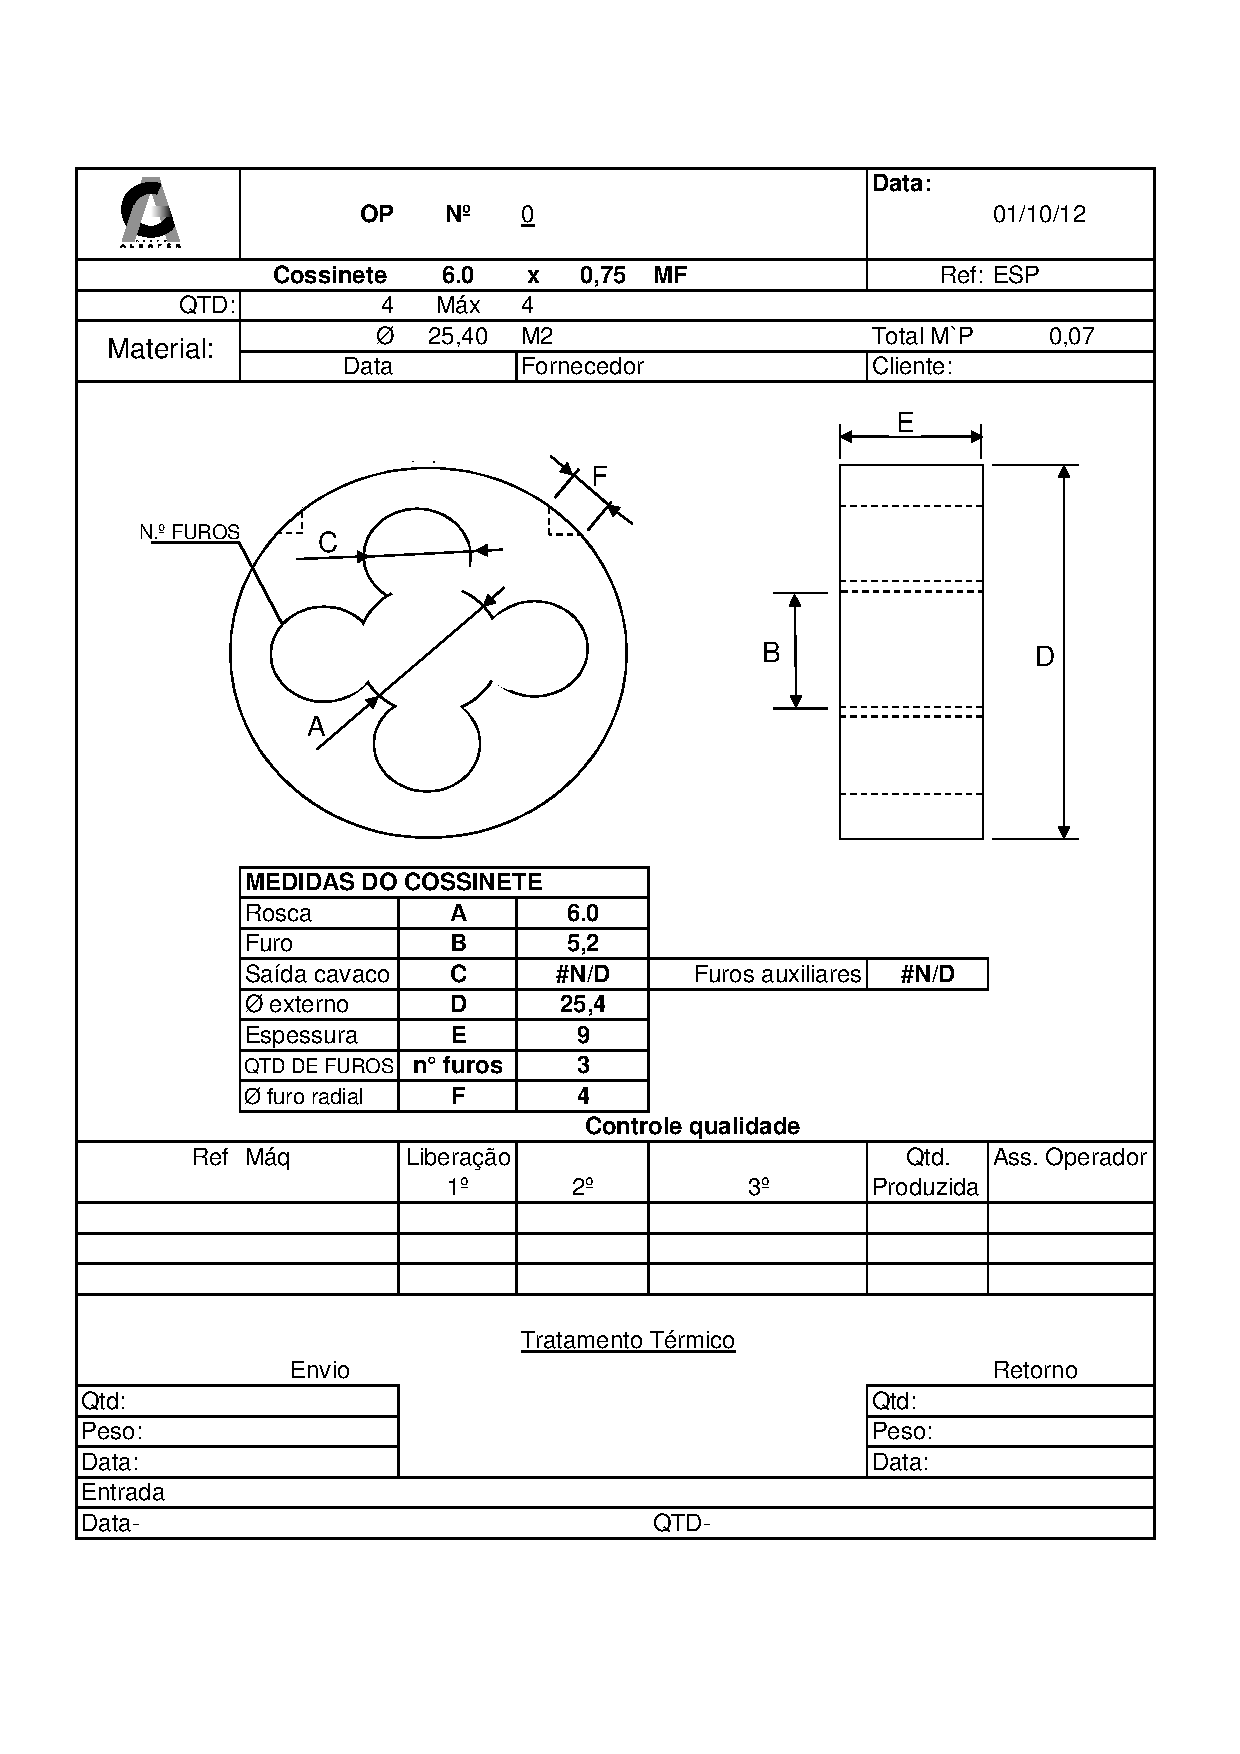 Data:
OP Nº 0 01/10/12
Cossinete 6.0 x 0,75 MF Ref: ESP
QTD: 4 Máx 4
Material: Ø 25,40 M2 Total M`P 0,07
Data Fornecedor Cliente:
E
F
N.º FUROS
C
B
D
A
MEDIDAS DO COSSINETE
Rosca A 6.0
Furo B 5,2
Saída cavaco C #N/D Furos auxiliares #N/D
Ø externo D 25,4
Espessura E 9
QTD DE FUROS n° furos 3
Ø furo radial F 4
Controle qualidade
Ref Máq Liberação Qtd. Ass. Operador
1º 2º 3º Produzida
Tratamento Térmico
Envio Retorno
Qtd: Qtd:
Peso: Peso:
Data: Data:
Entrada
Data- QTD-